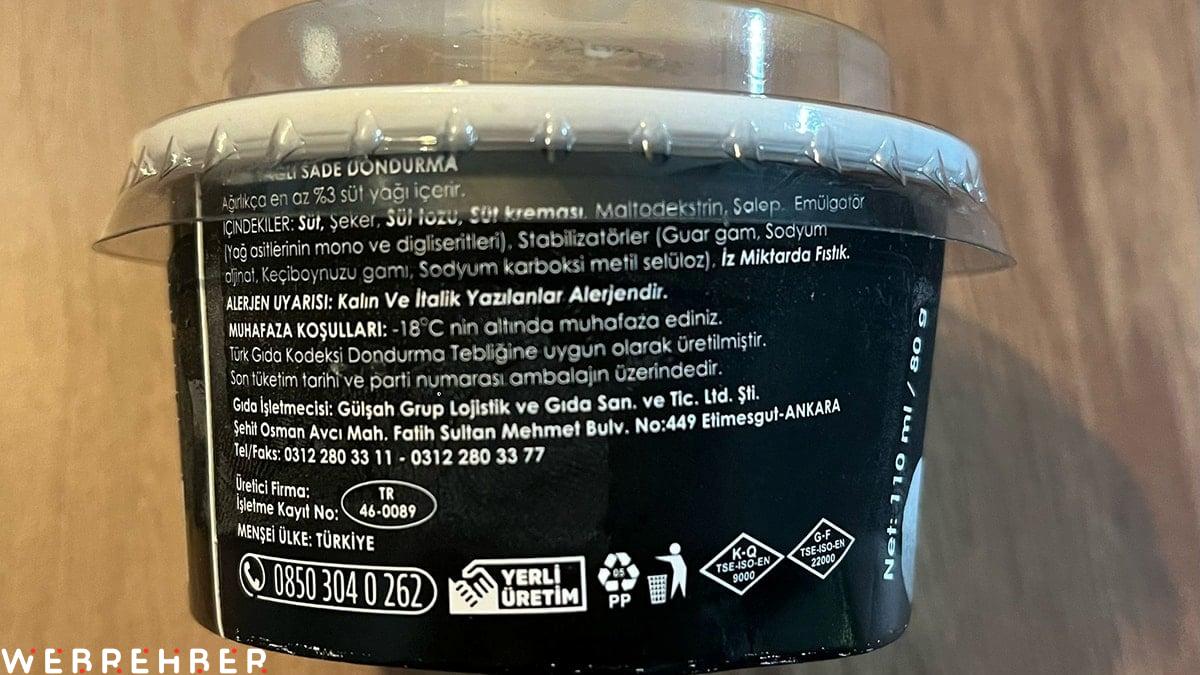 SADE DONDURMA
Ağırlıkça en az %3 süt yağı içerir.
İÇİNDEKİLER: Süt, Şeker, Süt tozu, Süt kreması, Maltodekstrin, Salep. Emülgatör
(Yağ asitlerinin mono ve digliseritleri), Stabilizatörler (Guar gam, Sodyum
aljinat, Keçiboynuzu gamı, Sodyum karboksi metil selüloz), İz Miktarda Fıstık.
ALERJEN UYARISI: Kalın Ve İtalik Yazılanlar Alerjendir.
MUHAFAZA KOŞULLARI: -18°C nin altında muhafaza ediniz.
Türk Gıda Kodeksi Dondurma Tebliğine uygun olarak üretilmiştir.
Son tüketim tarihi ve parti numarası ambalajın üzerindedir.
Gıda İşletmecisi: Gülşah Grup Lojistik ve Gıda San. ve Tic. Ltd. Şti.
Şehit Osman Avcı Mah. Fatih Sultan Mehmet Bulv. No:449 Etimesgut-ANKARA
Tel/Faks: 0312 280 33 11 - 0312 280 33 77
Üretici Firma:
İşletme Kayıt No:
TR
46-0089
MENŞEİ ÜLKE: TÜRKİYE
0850 304 0 262
YERLİ
ÜRETİM
05
PP
K-Q
TSE-ISO-EN
9000
G-F
TSE-ISO-EN
22000
Net: 110 ml / 80 g
WEBREHBER